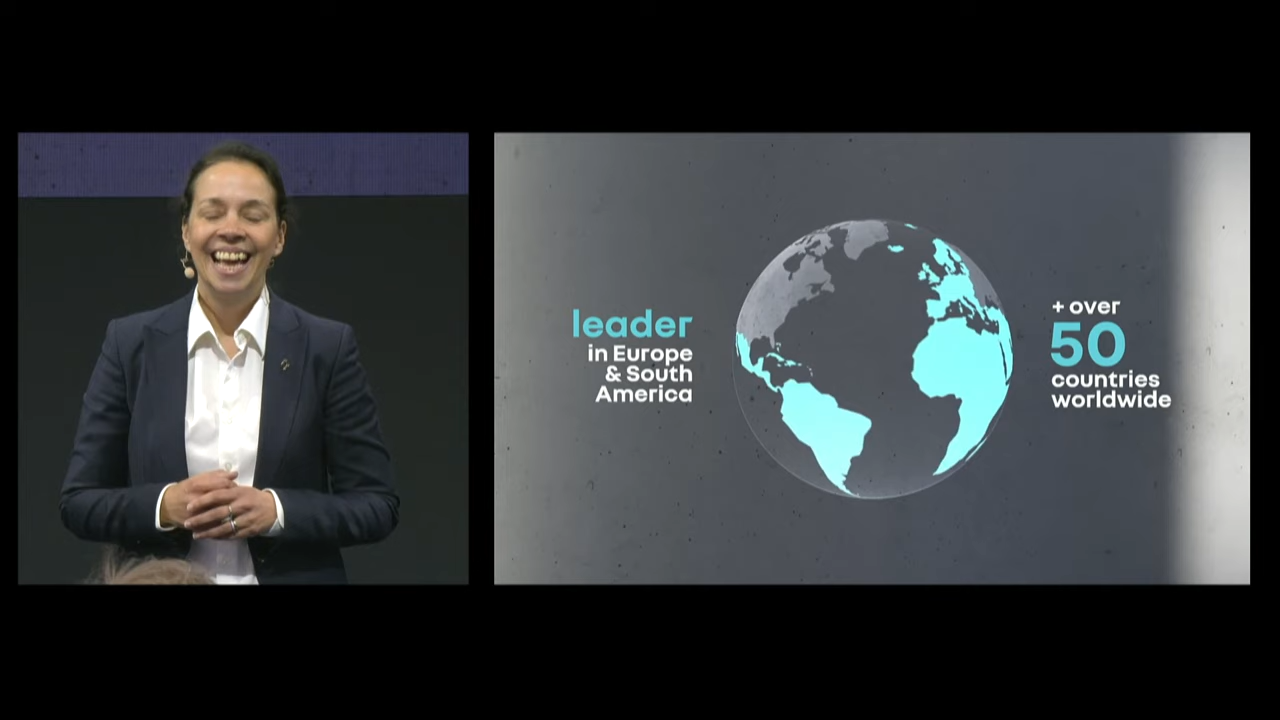 leader
in Europe
& South
America
+ over
50
countries
worldwide